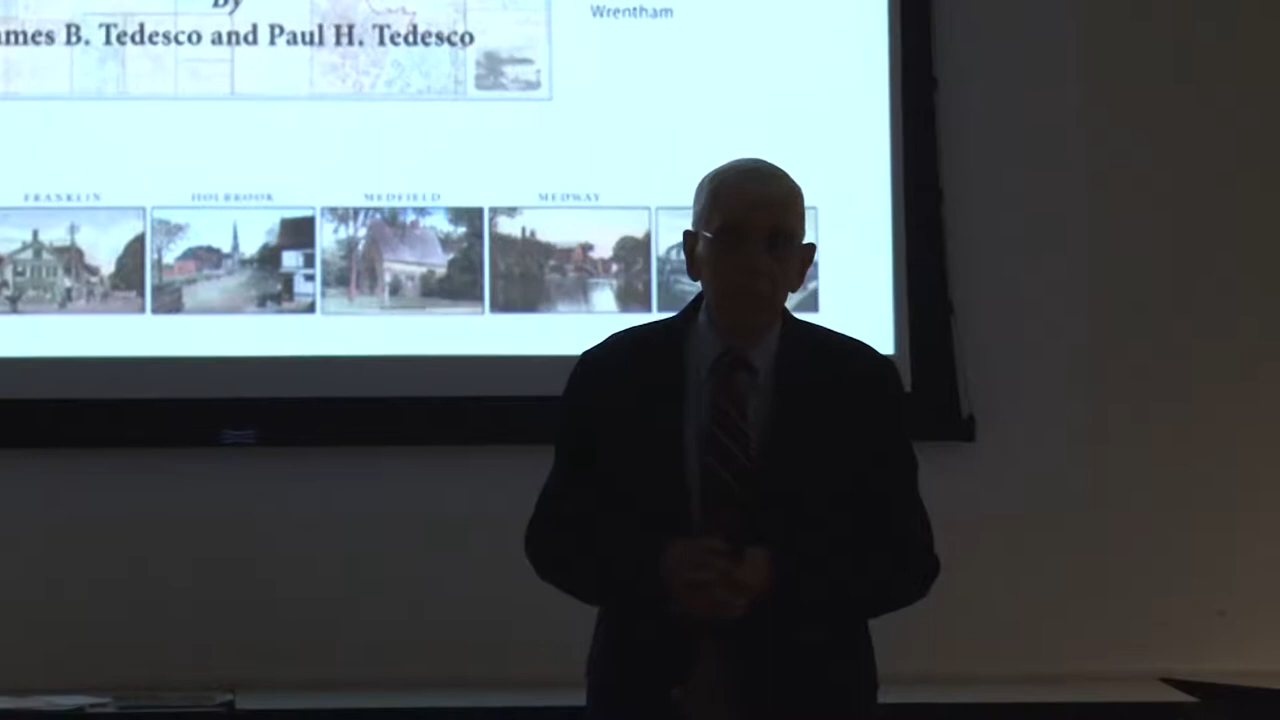 By
ames B. Tedesco and Paul H. Tedesco
Wrentham
FRANKLIN HOLBROOK MEDFIELD MEDWAY